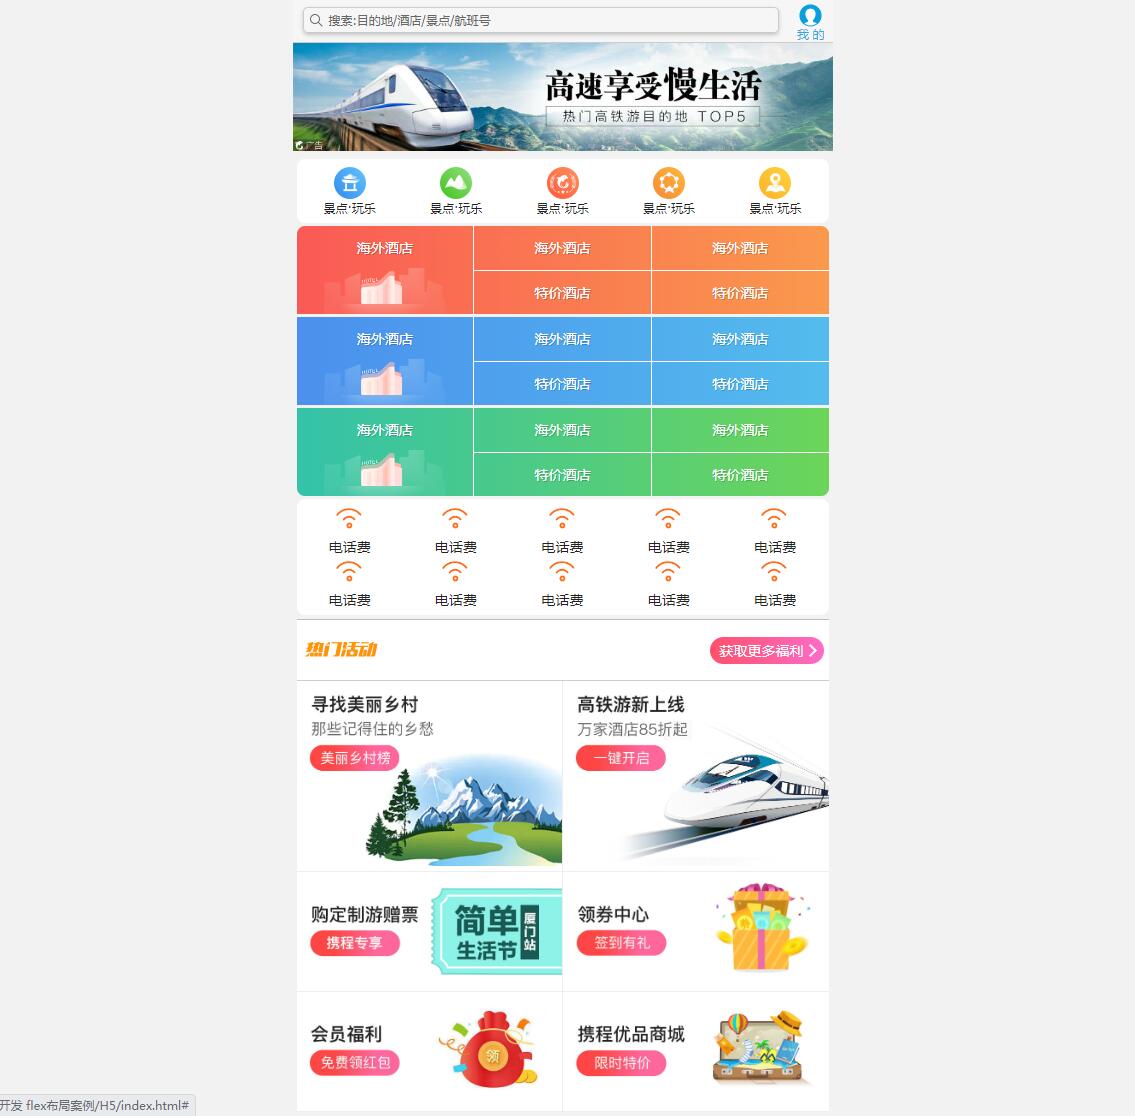 搜索:目的地/酒店/景点/航班号
我 的
高速享受慢生活
热门高铁游目的地 TOP5
广告
景点·玩乐 景点·玩乐 景点·玩乐 景点·玩乐 景点·玩乐
海外酒店 海外酒店 海外酒店
HOTEL
特价酒店 特价酒店
海外酒店 海外酒店 海外酒店
HOTEL
特价酒店 特价酒店
海外酒店 海外酒店 海外酒店
HOTEL
特价酒店 特价酒店
电话费 电话费 电话费 电话费 电话费
电话费 电话费 电话费 电话费 电话费
热门活动
获取更多福利
寻找美丽乡村
那些记得住的乡愁
美丽乡村榜
高铁游新上线
万家酒店85折起
一键开启
购定制游赠票
携程专享
简单
生活节
厦门站
领券中心
签到有礼
会员福利
免费领红包
领
携程优品商城
限时特价
开发 flex布局案例/H5/index.html#